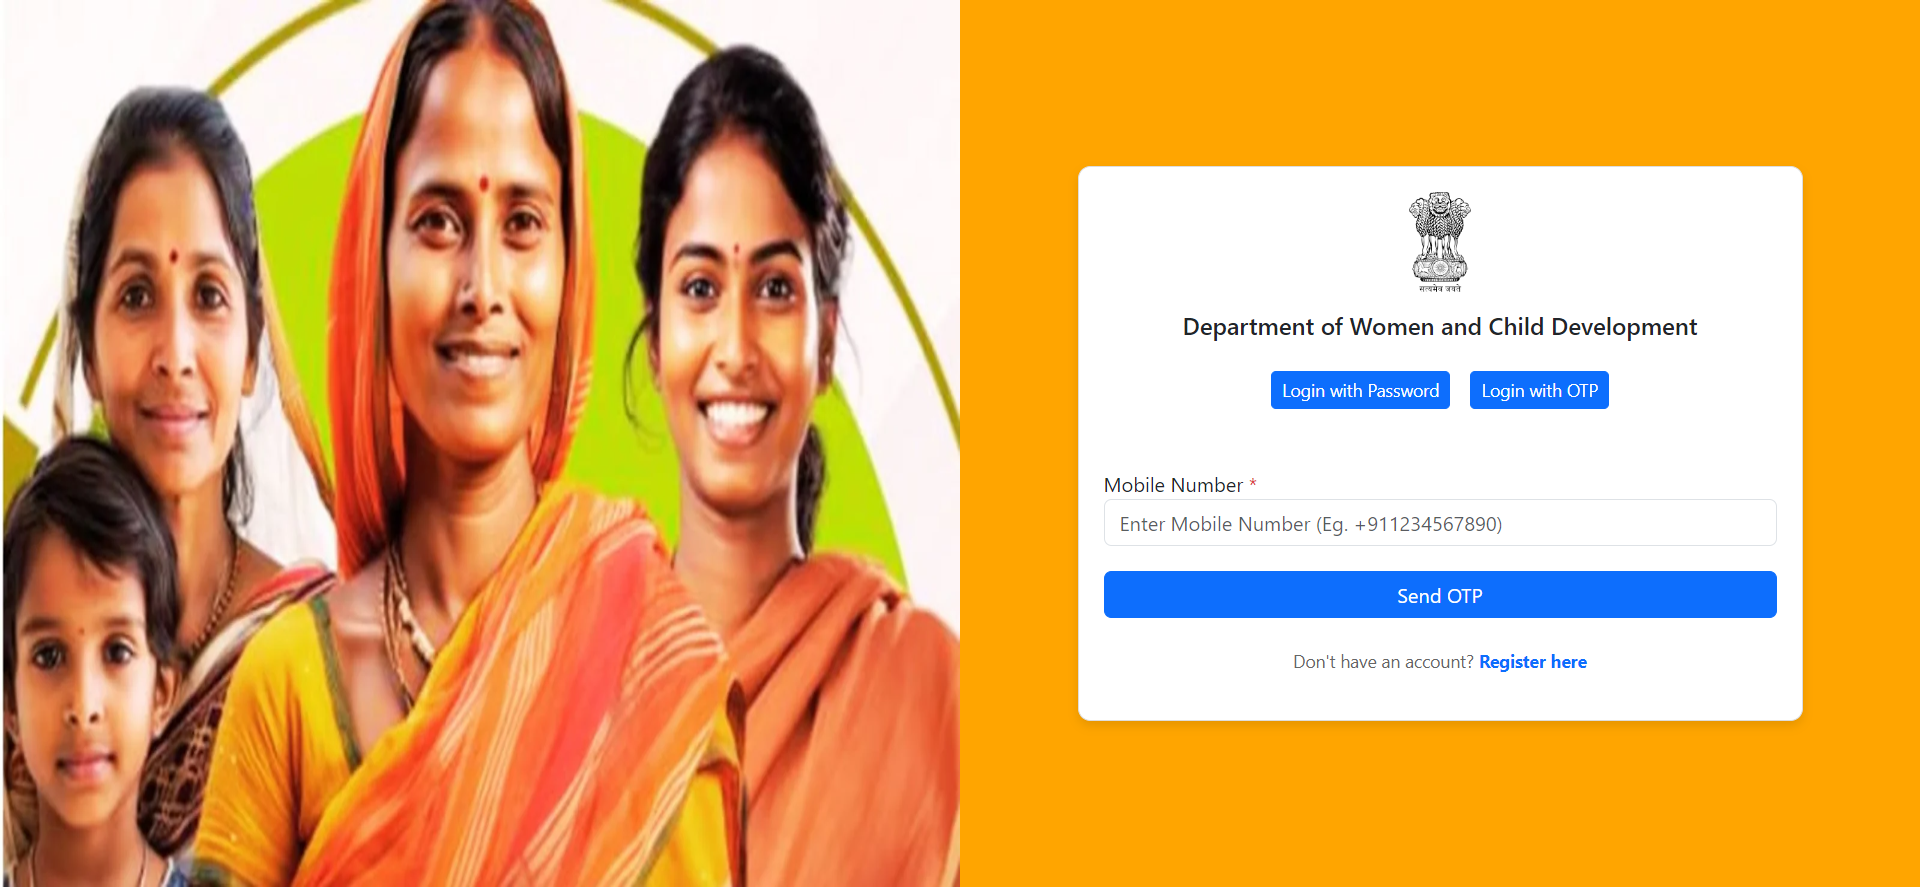 सत्यमेव जयते
Department of Women and Child Development
Login with Password
Login with OTP
Mobile Number *
Enter Mobile Number (Eg. +911234567890)
Send OTP
Don't have an account? Register here